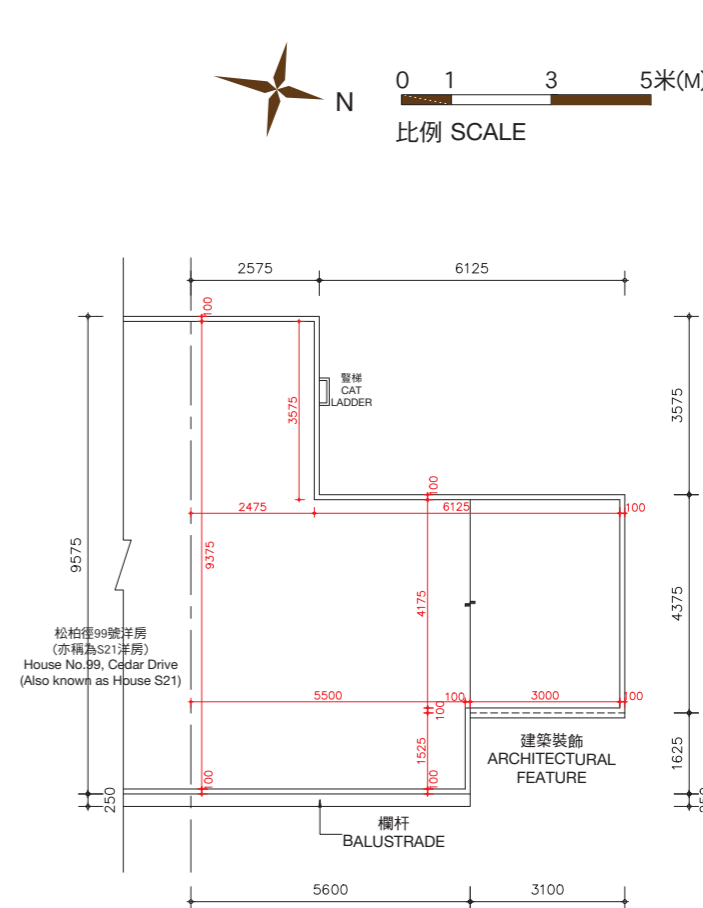 N
0 1 3 5米(M)
比例 SCALE
2575 6125
100
豎梯
CAT
LADDER
3575
3575
100
2475 6125 100
9575
9375
4175
4375
松柏徑99號洋房
(亦稱為S21洋房)
House No.99, Cedar Drive
(Also known as House S21)
5500 100 3000 100
100
1525
1625
建築裝飾
ARCHITECTURAL
FEATURE
100 100
250
欄杆
BALUSTRADE
5600 3100